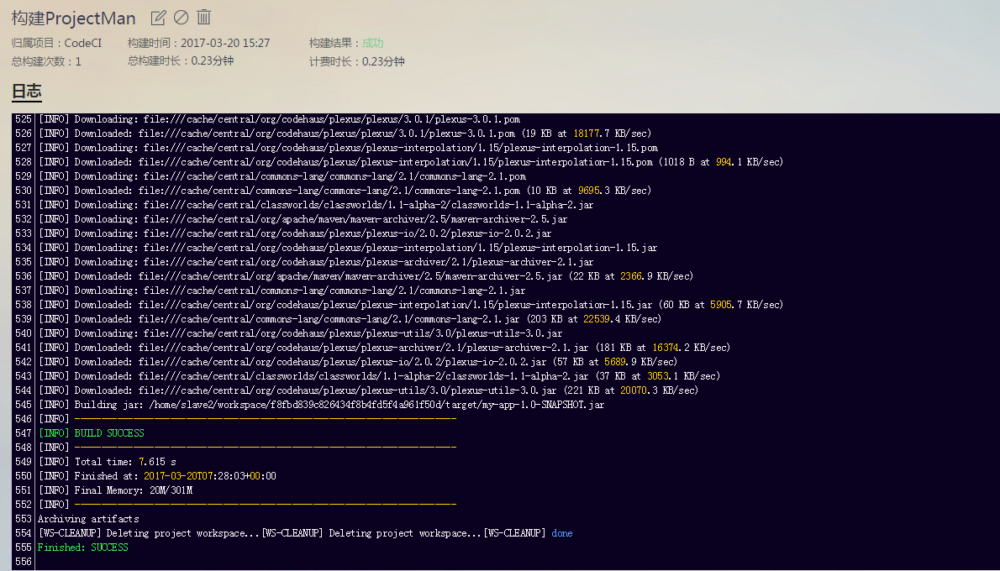 构建ProjectMan
归属项目：CodeCI 构建时间：2017-03-20 15:27 构建结果：成功
总构建次数：1 总构建时长：0.23分钟 计费时长：0.23分钟
日志
525 [INFO] Downloading: file:///cache/central/org/codehaus/plexus/plexus/3.0.1/plexus-3.0.1.pom
526 [INFO] Downloaded: file:///cache/central/org/codehaus/plexus/plexus/3.0.1/plexus-3.0.1.pom (19 KB at 18177.7 KB/sec)
527 [INFO] Downloading: file:///cache/central/org/codehaus/plexus/plexus-interpolation/1.15/plexus-interpolation-1.15.pom
528 [INFO] Downloaded: file:///cache/central/org/codehaus/plexus/plexus-interpolation/1.15/plexus-interpolation-1.15.pom (1018 B at 994.1 KB/sec)
529 [INFO] Downloading: file:///cache/central/commons-lang/commons-lang/2.1/commons-lang-2.1.pom
530 [INFO] Downloaded: file:///cache/central/commons-lang/commons-lang/2.1/commons-lang-2.1.pom (10 KB at 9695.3 KB/sec)
531 [INFO] Downloading: file:///cache/central/classworlds/classworlds/1.1-alpha-2/classworlds-1.1-alpha-2.jar
532 [INFO] Downloading: file:///cache/central/org/apache/maven/maven-archiver/2.5/maven-archiver-2.5.jar
533 [INFO] Downloading: file:///cache/central/org/codehaus/plexus/plexus-io/2.0.2/plexus-io-2.0.2.jar
534 [INFO] Downloading: file:///cache/central/org/codehaus/plexus/plexus-interpolation/1.15/plexus-interpolation-1.15.jar
535 [INFO] Downloading: file:///cache/central/org/codehaus/plexus/plexus-archiver/2.1/plexus-archiver-2.1.jar
536 [INFO] Downloaded: file:///cache/central/org/apache/maven/maven-archiver/2.5/maven-archiver-2.5.jar (22 KB at 2366.9 KB/sec)
537 [INFO] Downloading: file:///cache/central/commons-lang/commons-lang/2.1/commons-lang-2.1.jar
538 [INFO] Downloaded: file:///cache/central/org/codehaus/plexus/plexus-interpolation/1.15/plexus-interpolation-1.15.jar (60 KB at 5905.7 KB/sec)
539 [INFO] Downloaded: file:///cache/central/commons-lang/commons-lang/2.1/commons-lang-2.1.jar (203 KB at 22539.4 KB/sec)
540 [INFO] Downloading: file:///cache/central/org/codehaus/plexus/plexus-utils/3.0/plexus-utils-3.0.jar
541 [INFO] Downloaded: file:///cache/central/org/codehaus/plexus/plexus-archiver/2.1/plexus-archiver-2.1.jar (181 KB at 16374.2 KB/sec)
542 [INFO] Downloaded: file:///cache/central/org/codehaus/plexus/plexus-io/2.0.2/plexus-io-2.0.2.jar (57 KB at 5689.9 KB/sec)
543 [INFO] Downloaded: file:///cache/central/classworlds/classworlds/1.1-alpha-2/classworlds-1.1-alpha-2.jar (37 KB at 3053.1 KB/sec)
544 [INFO] Downloaded: file:///cache/central/org/codehaus/plexus/plexus-utils/3.0/plexus-utils-3.0.jar (221 KB at 20070.3 KB/sec)
545 [INFO] Building jar: /home/slave2/workspace/f8fbd839c826434f8b4fd5f4a961f50d/target/my-app-1.0-SNAPSHOT.jar
546 [INFO] ------------------------------------------------------------------------
547 [INFO] BUILD SUCCESS
548 [INFO] ------------------------------------------------------------------------
549 [INFO] Total time: 7.615 s
550 [INFO] Finished at: 2017-03-20T07:28:03+00:00
551 [INFO] Final Memory: 20M/301M
552 [INFO] ------------------------------------------------------------------------
553 Archiving artifacts
554 [WS-CLEANUP] Deleting project workspace...[WS-CLEANUP] Deleting project workspace...[WS-CLEANUP] done
555 Finished: SUCCESS
556